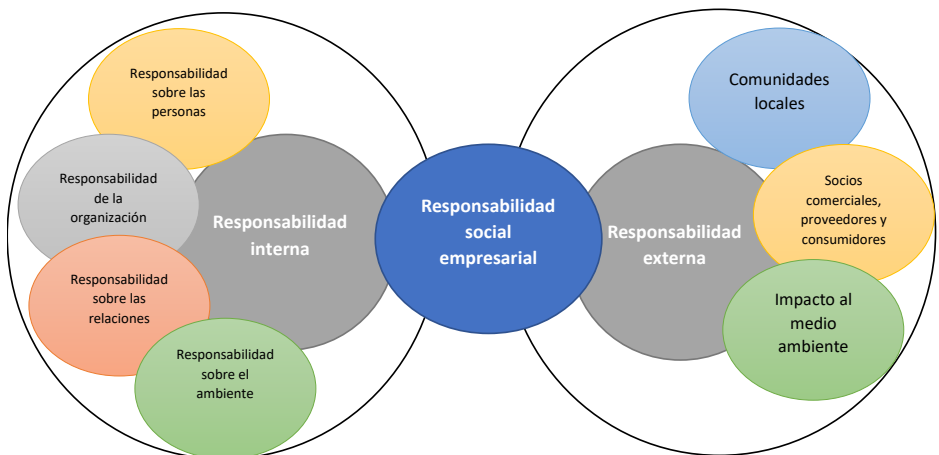 Responsabilidad
sobre las
personas
Responsabilidad
de la
organización
Responsabilidad
sobre las
relaciones
Responsabilidad
sobre el
ambiente
Responsabilidad
interna
Responsabilidad
social
empresarial
Responsabilidad
externa
Comunidades
locales
Socios
comerciales,
proveedores y
consumidores
Impacto al
medio
ambiente